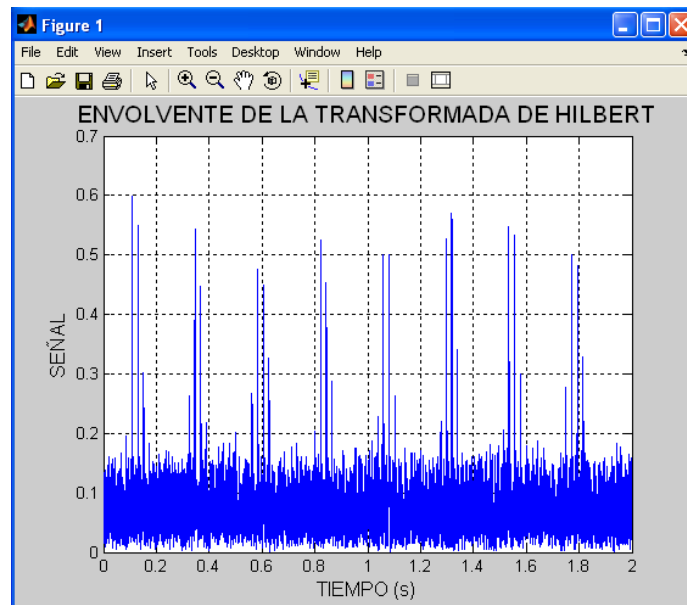 Figure 1
File Edit View Insert Tools Desktop Window Help
ENVOLVENTE DE LA TRANSFORMADA DE HILBERT
0.7
0.6
0.5
0.4
0.3
0.2
0.1
0
SEÑAL
0 0.2 0.4 0.6 0.8 1 1.2 1.4 1.6 1.8 2
TIEMPO (s)